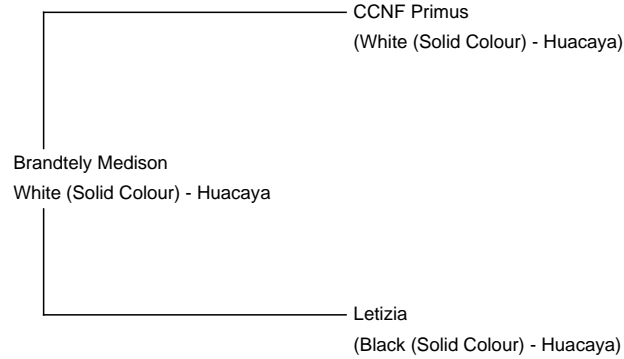 CCNF Primus
(White (Solid Colour) - Huacaya)
Brandtely Medison
White (Solid Colour) - Huacaya
Letizia
(Black (Solid Colour) - Huacaya)